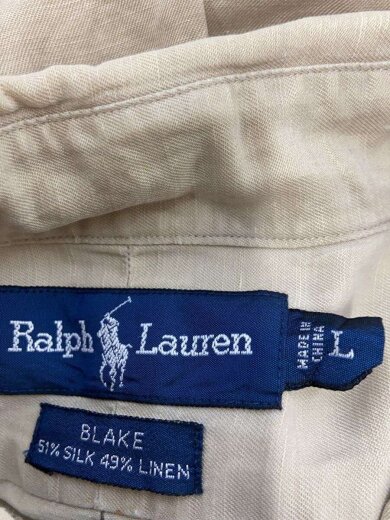 Ralph Lauren
MADE IN
CHINA
L
BLAKE
51% SILK 49% LINEN